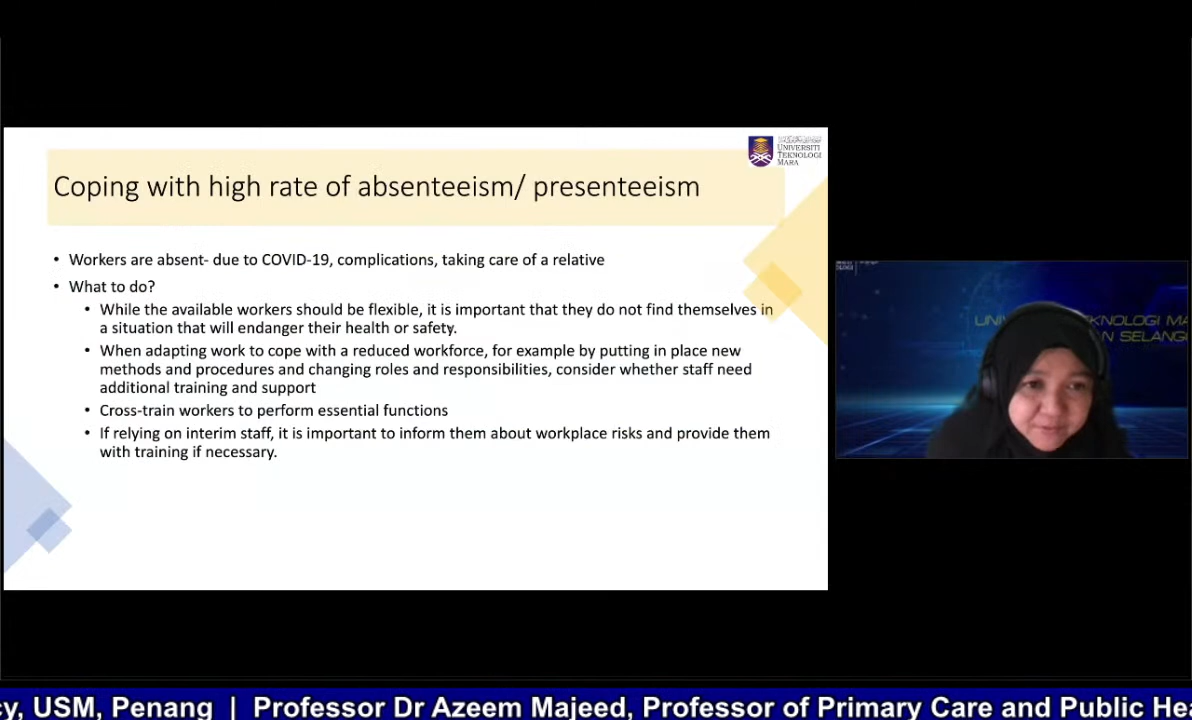 UNIVERSITI
TEKNOLOGI
MARA
Coping with high rate of absenteeism/ presenteeism
• Workers are absent- due to COVID-19, complications, taking care of a relative
• What to do?
• While the available workers should be flexible, it is important that they do not find themselves in
a situation that will endanger their health or safety.
• When adapting work to cope with a reduced workforce, for example by putting in place new
methods and procedures and changing roles and responsibilities, consider whether staff need
additional training and support
• Cross-train workers to perform essential functions
• If relying on interim staff, it is important to inform them about workplace risks and provide them
with training if necessary.
UNI KNOLOGI MA
N SELANG
cy, USM, Penang | Professor Dr Azeem Majeed, Professor of Primary Care and Public Hea